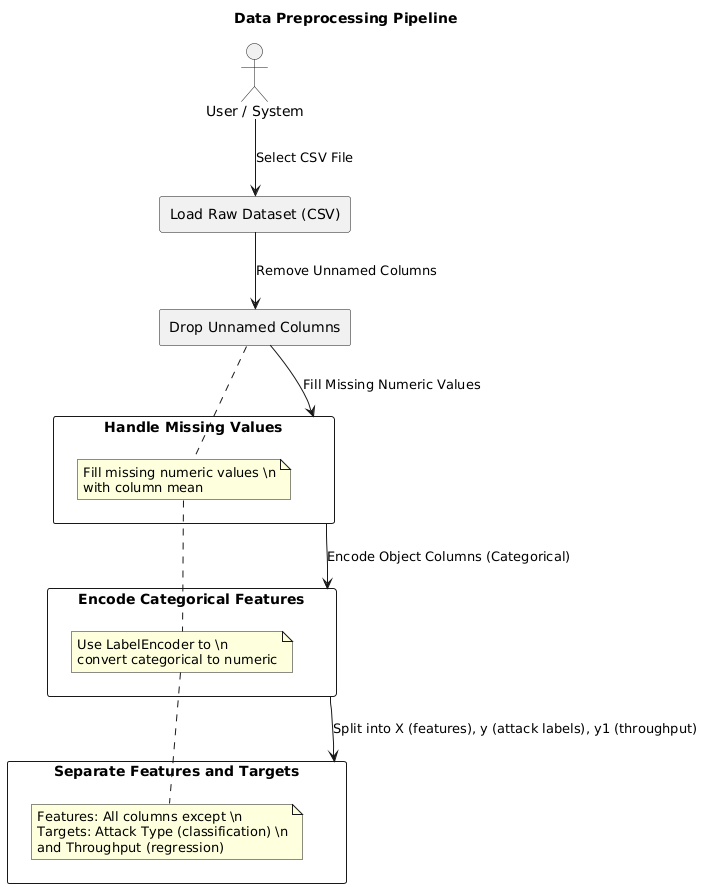 Data Preprocessing Pipeline
User / System
Select CSV File
Load Raw Dataset (CSV)
Remove Unnamed Columns
Drop Unnamed Columns
Fill Missing Numeric Values
Handle Missing Values
Fill missing numeric values \n
with column mean
Encode Object Columns (Categorical)
Encode Categorical Features
Use LabelEncoder to \n
convert categorical to numeric
Split into X (features), y (attack labels), y1 (throughput)
Separate Features and Targets
Features: All columns except \n
Targets: Attack Type (classification) \n
and Throughput (regression)